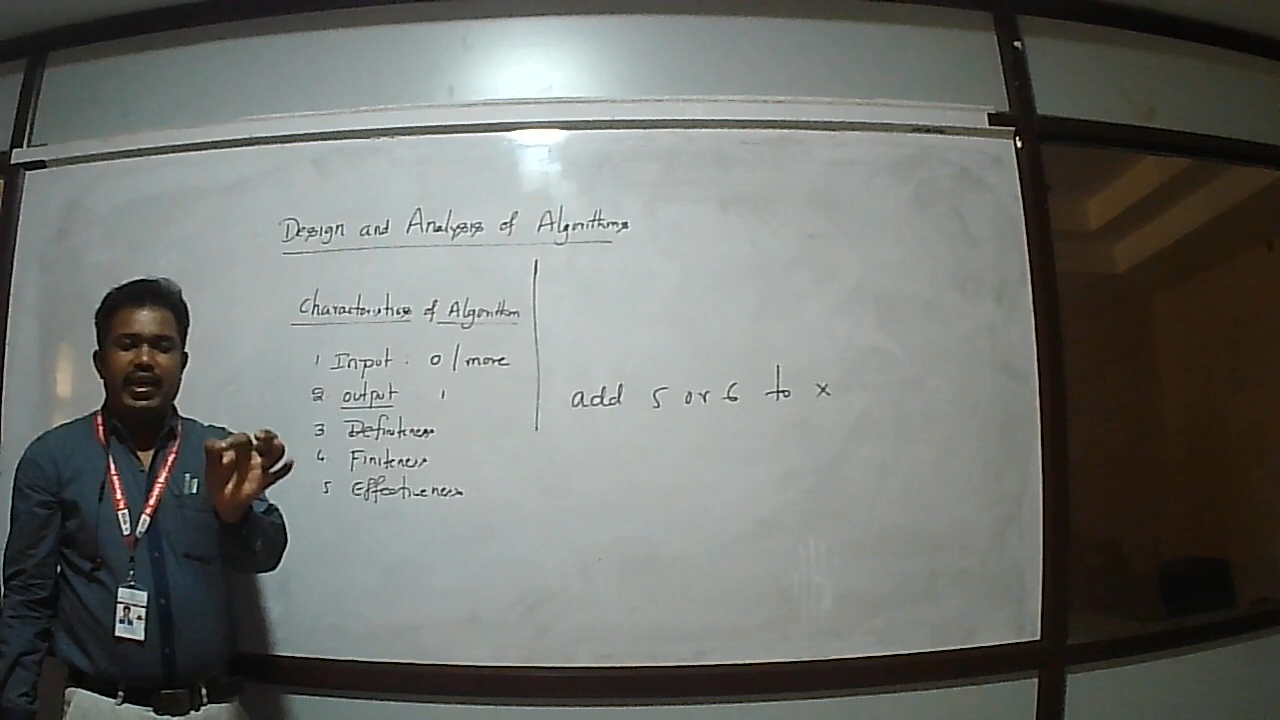 Design and Analysis of Algorithms
Characteristics of Algorithm
1 Input : 0 / more
2 output 1
3 Definiteness
4 Finiteness
5 Effectiveness
add 5 or 6 to x